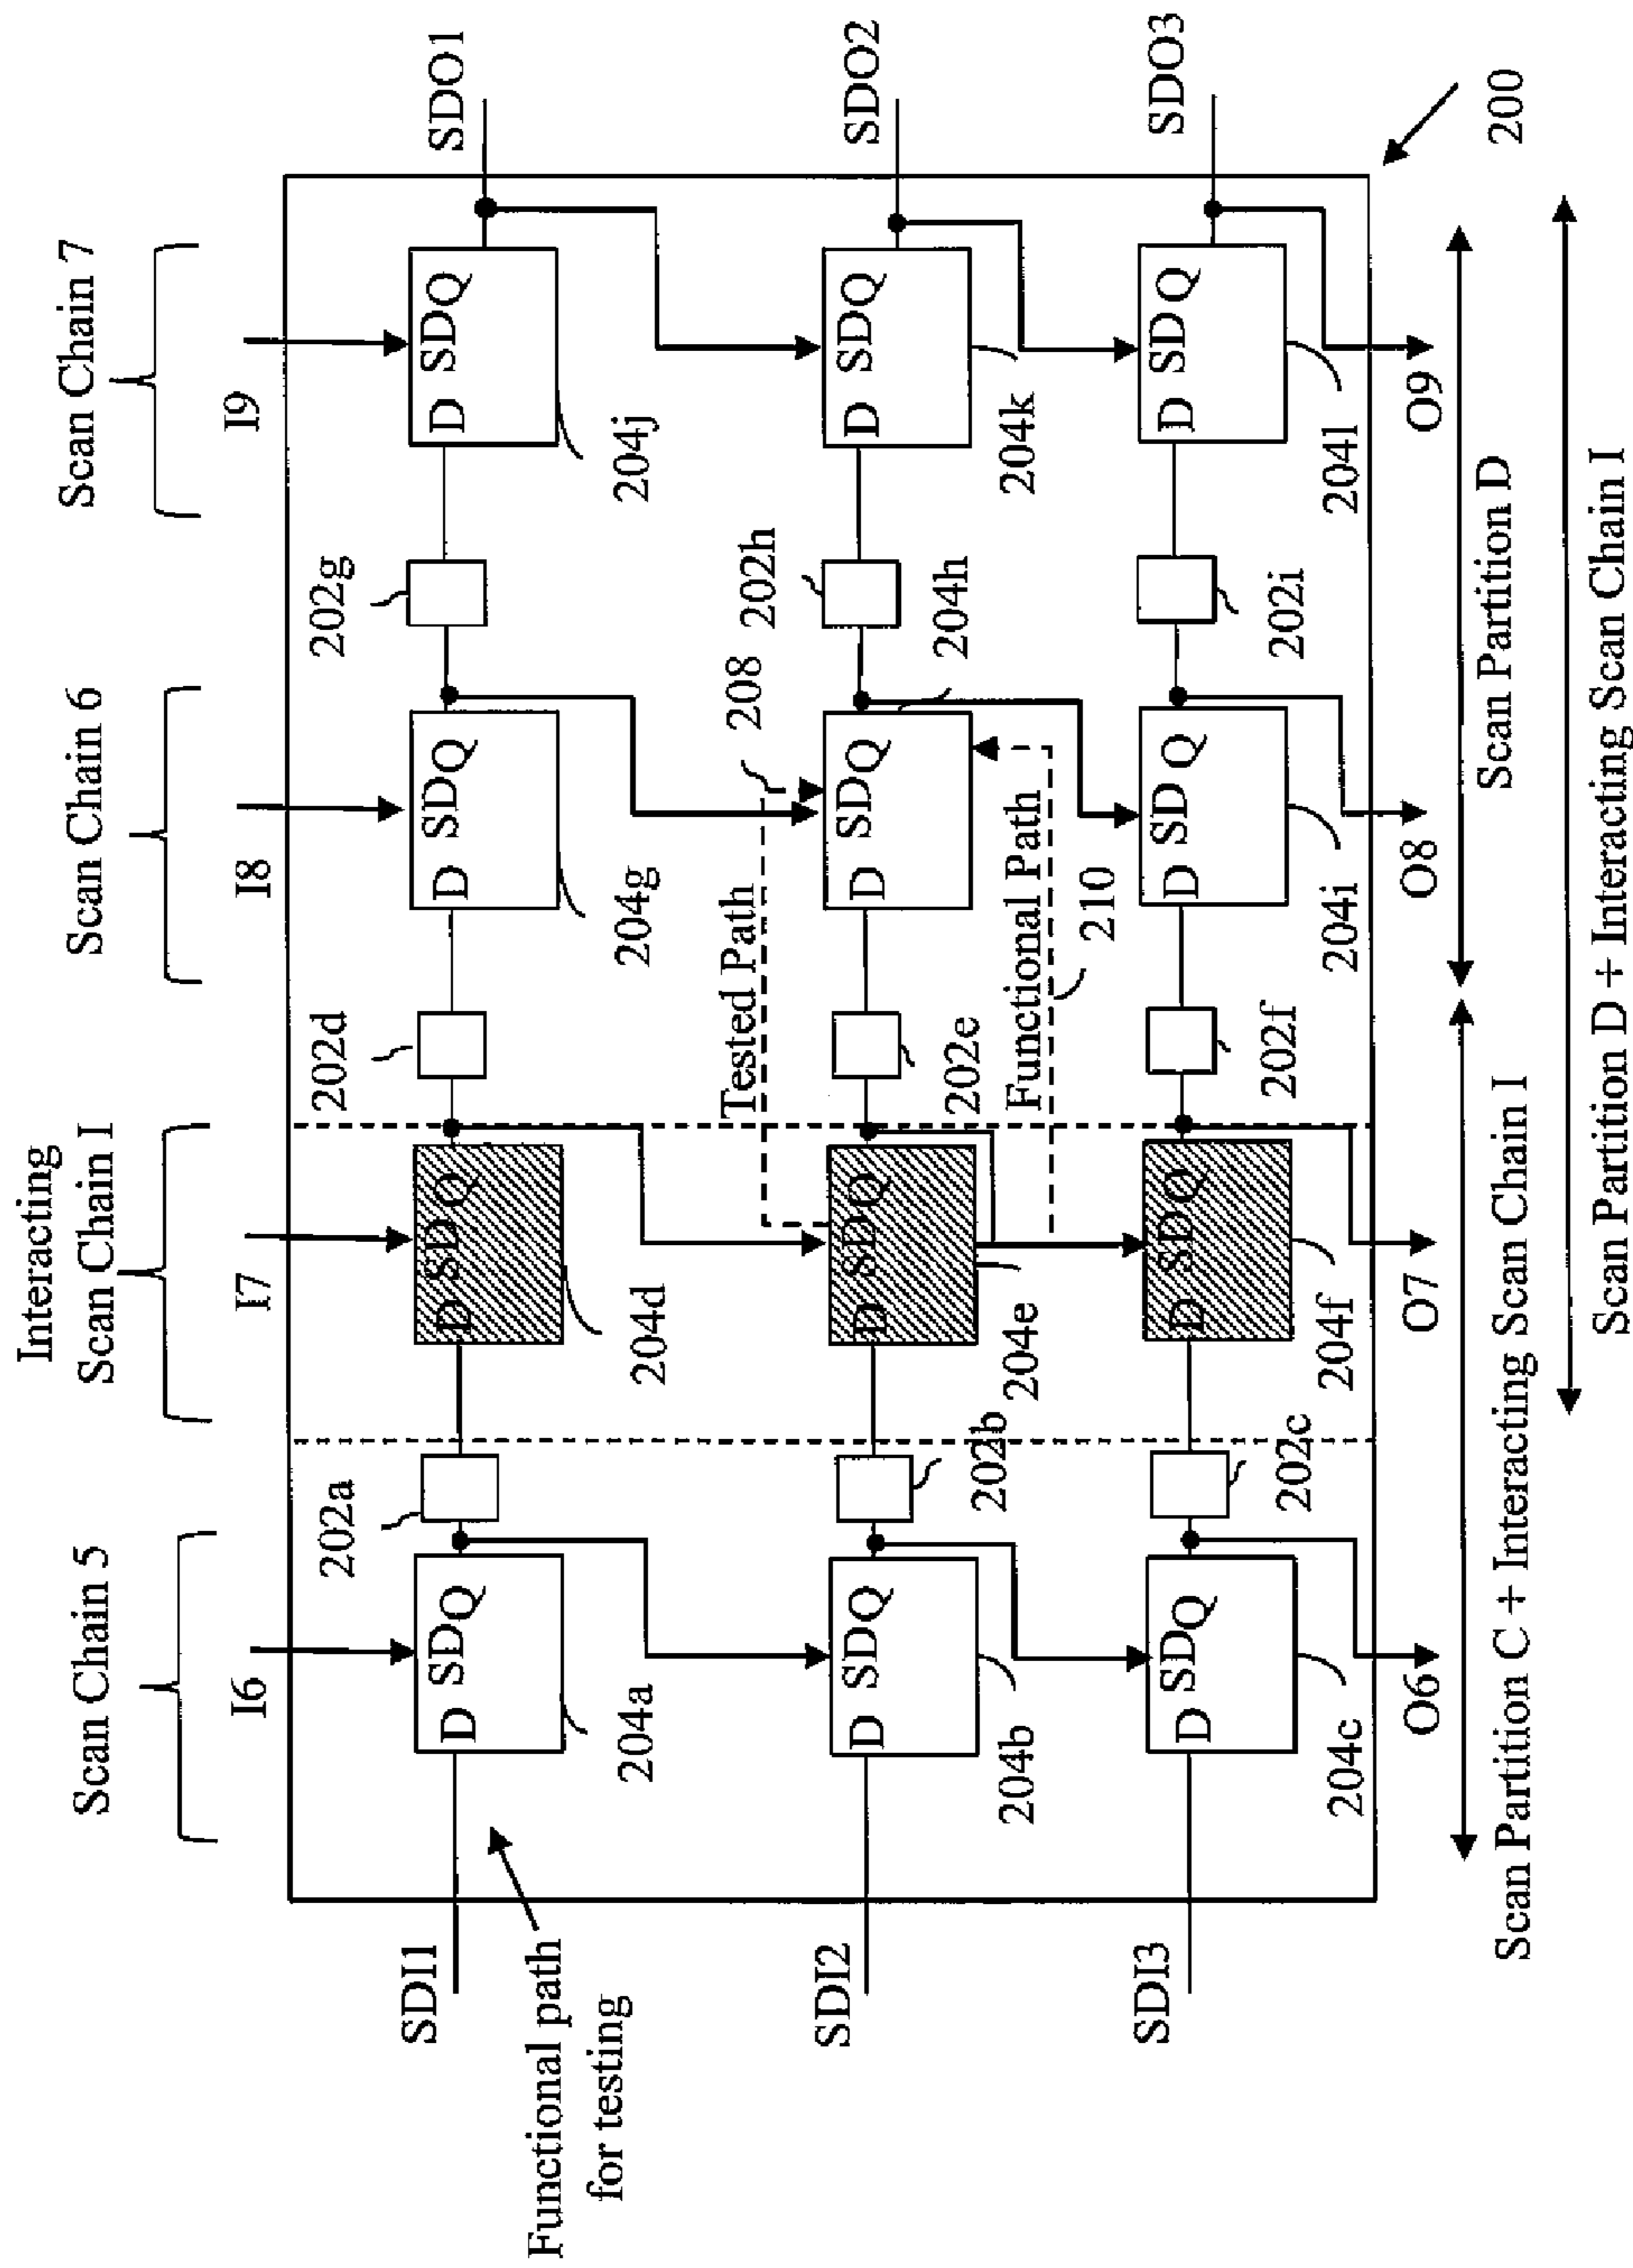 Scan Chain 5
Interacting
Scan Chain I
Scan Chain 6
Scan Chain 7
I6
I7
I8
I9
SDI1
D SDQ
204a
202a
D SDQ
204d
202d
D SDQ
204g
202g
D SDQ
204j
SDO1
Functional path
for testing
Tested Path
208
SDI2
D SDQ
204b
202b
D SDQ
204e
202e
D SDQ
204h
202h
D SDQ
204k
SDO2
Functional Path
210
SDI3
D SDQ
204c
202c
D SDQ
204f
202f
D SDQ
204i
202i
D SDQ
204l
SDO3
O6
O7
O8
O9
Scan Partition D
Scan Partition C + Interacting Scan Chain I
200
Scan Partition D + Interacting Scan Chain I